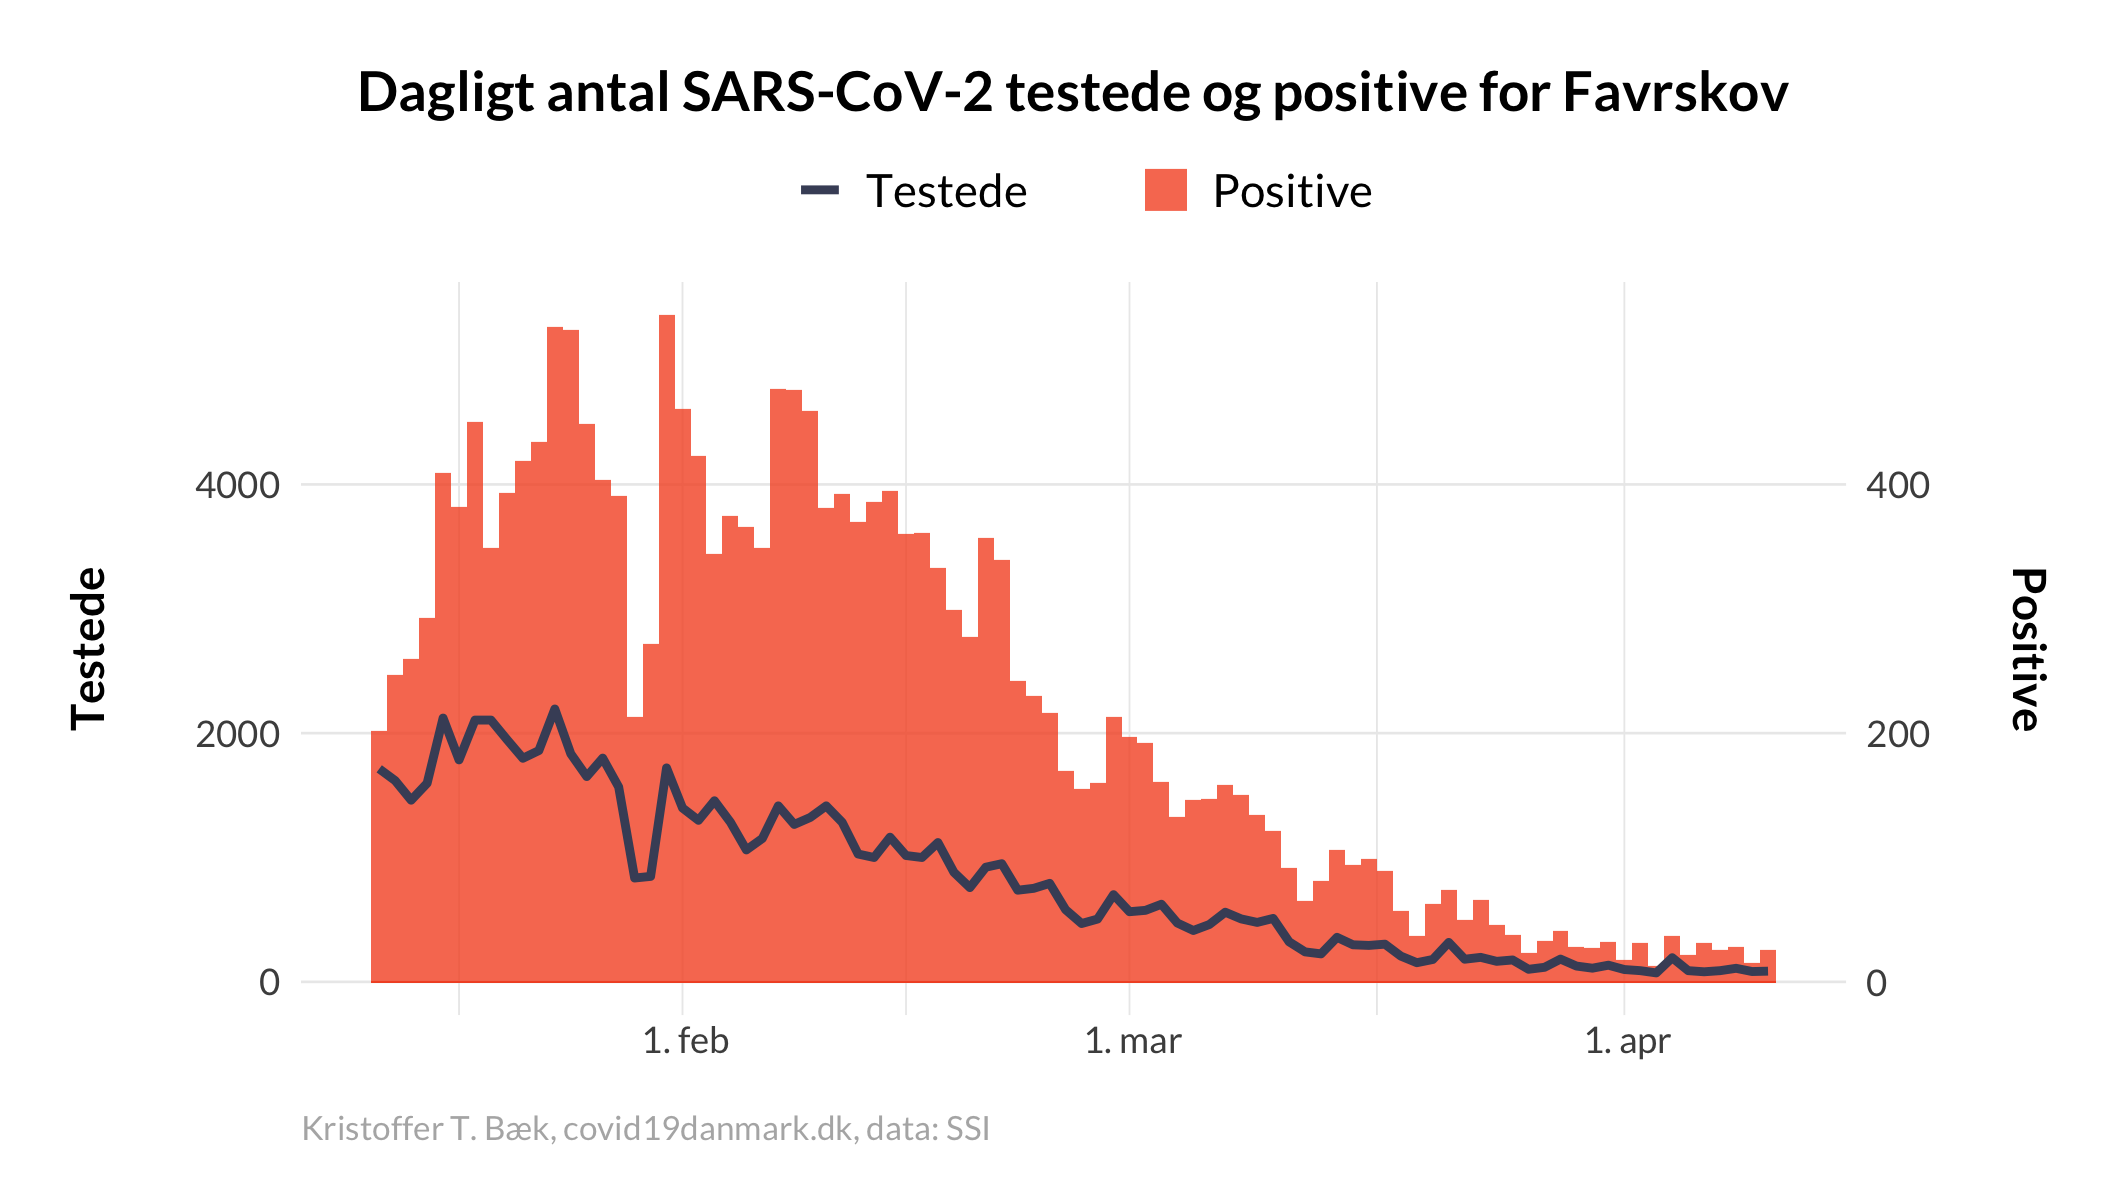 Dagligt antal SARS-CoV-2 testede og positive for Favrskov
Testede
Positive
4000
2000
0
Testede
400
200
0
Positive
1. feb
1. mar
1. apr
Kristoffer T. Bæk, covid19danmark.dk, data: SSI